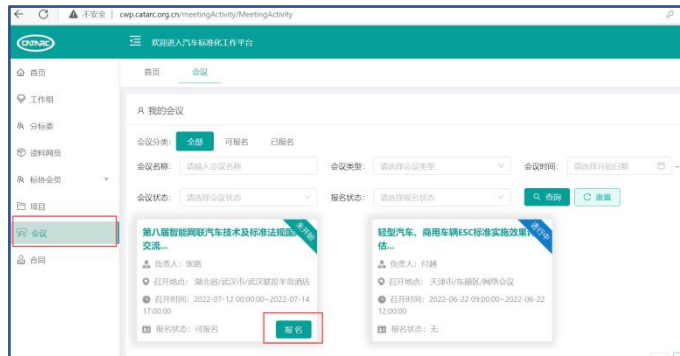 不安全 | cwp.catarc.org.cn/meetingActivity/MeetingActivity
CATARC 欢迎进入汽车标准化工作平台
首页
工作组
分标委
资料网员
标协会员
项目
会议
合同
首页 会议
我的会议
会议分类: 全部 可报名 已报名
会议名称: 请输入会议名称 会议类型: 请选择会议类型 会议时间: 请选择开始日期
会议状态: 请选择会议状态 报名状态: 请选择报名状态 查询 重置
第八届智能网联汽车技术及标准法规国
交流...
未开始
负责人: 张路
召开地点: 湖北省/武汉市/武汉联投半岛酒店
召开时间: 2022-07-12 00:00:00~2022-07-14
17:00:00
报名状态: 可报名 报名
轻型汽车、商用车辆ESC标准实施效果评
估...
进行中
负责人: 付越
召开地点: 天津市/东丽区/网络会议
召开时间: 2022-06-22 09:00:00~2022-06-22
12:00:00
报名状态: 无